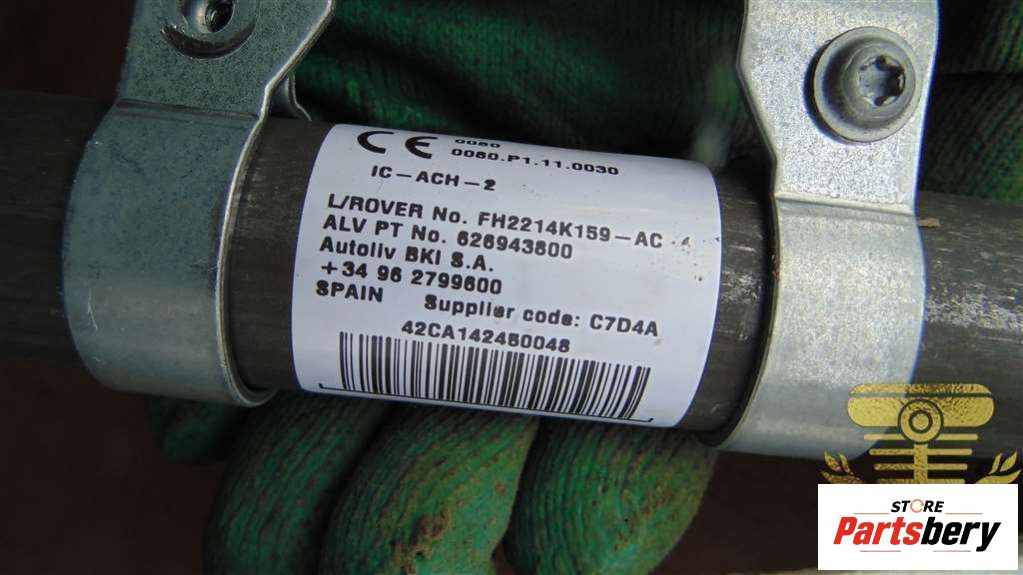 CE 0080
0080.P1.11.0030
IC-ACH-2
L/ROVER No. FH2214K159-AC
ALV PT No. 626943800
Autoliv BKI S.A.
+34 96 2799600
SPAIN Supplier code: C7D4A
42CA142460048
STORE
Partsbery